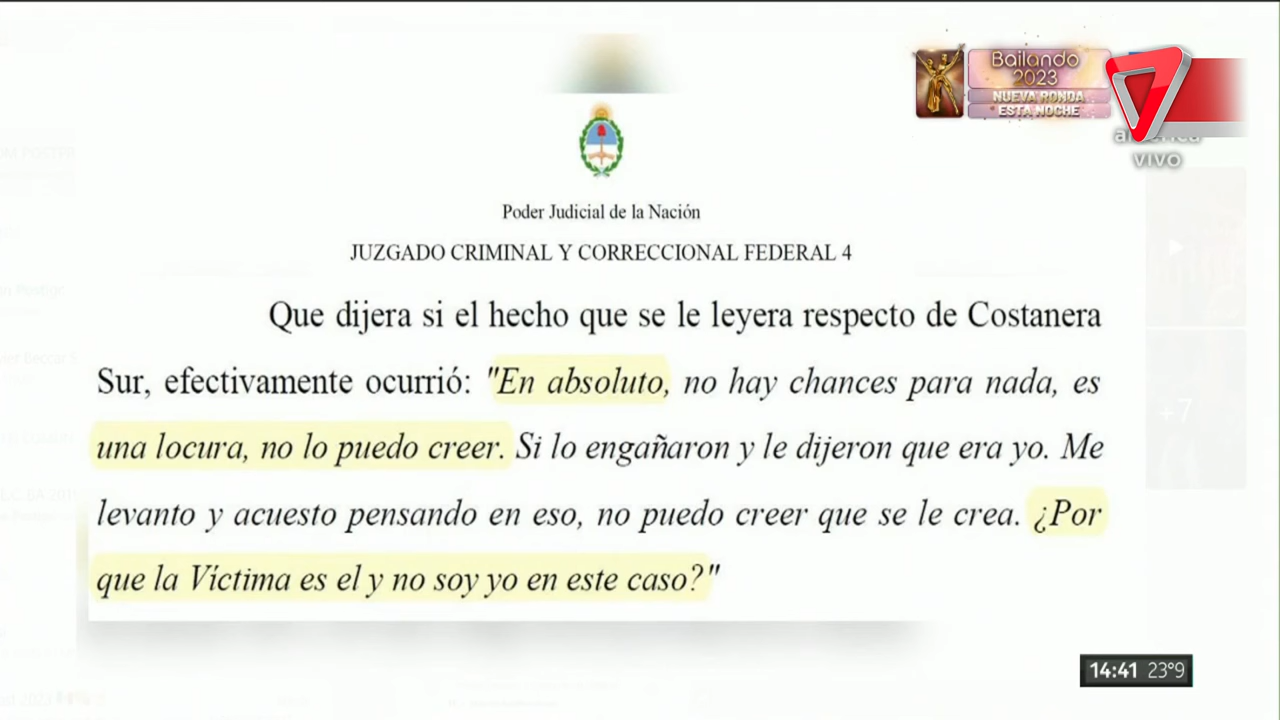 Bailando
2023
NUEVA RONDA
ESTA NOCHE
VIVO
Poder Judicial de la Nación
JUZGADO CRIMINAL Y CORRECCIONAL FEDERAL 4
Que dijera si el hecho que se le leyera respecto de Costanera
Sur, efectivamente ocurrió: "En absoluto, no hay chances para nada, es
una locura, no lo puedo creer. Si lo engañaron y le dijeron que era yo. Me
levanto y acuesto pensando en eso, no puedo creer que se le crea. ¿Por
que la Víctima es el y no soy yo en este caso?"
+7
14:41 23°9